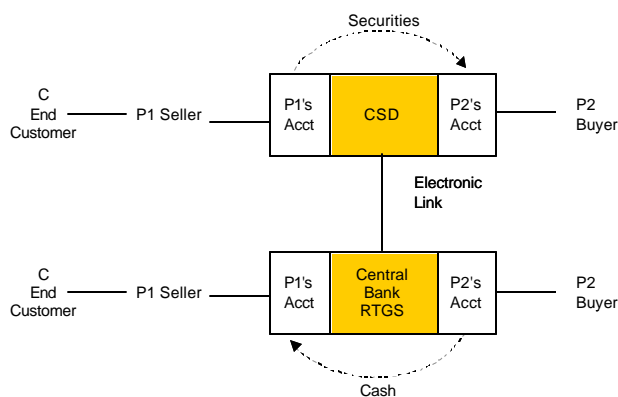 Securities
C
End
Customer
P1 Seller
P1's
Acct
CSD
P2's
Acct
P2
Buyer
Electronic
Link
C
End
Customer
P1 Seller
P1's
Acct
Central
Bank
RTGS
P2's
Acct
P2
Buyer
Cash